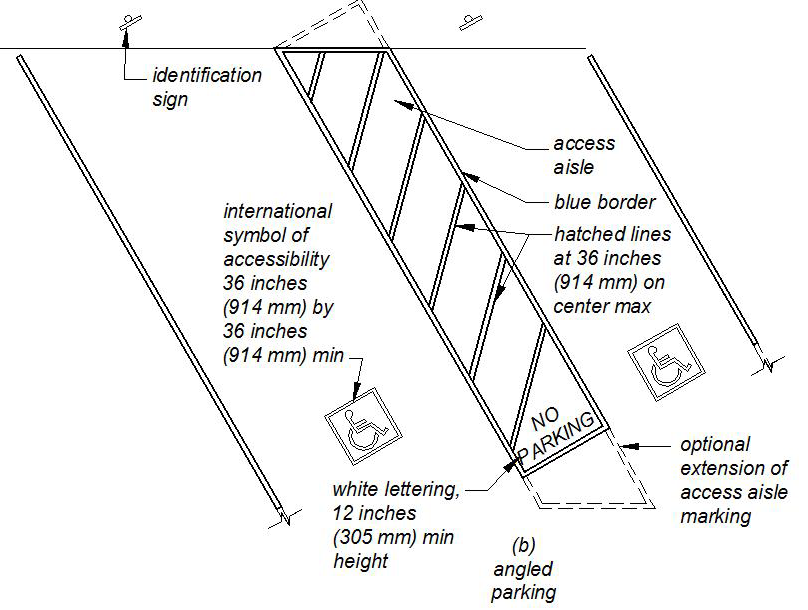 identification
sign
access
aisle
blue border
hatched lines
at 36 inches
(914 mm) on
center max
international
symbol of
accessibility
36 inches
(914 mm) by
36 inches
(914 mm) min
NO
PARKING
optional
extension of
access aisle
marking
white lettering,
12 inches
(305 mm) min
height
(b)
angled
parking